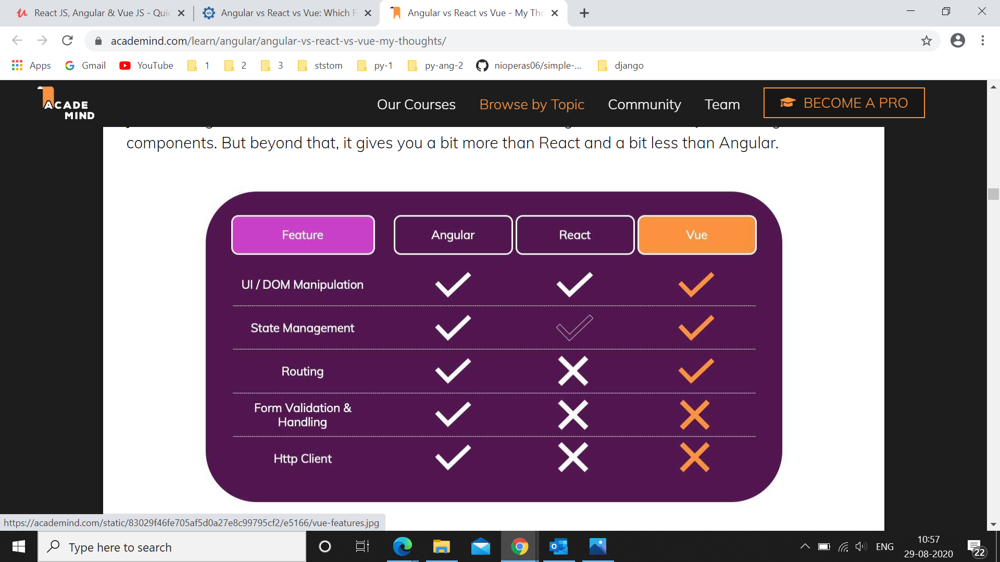 React JS, Angular & Vue JS - Quic
Angular vs React vs Vue: Which F
Angular vs React vs Vue - My Tho
academind.com/learn/angular/angular-vs-react-vs-vue-my-thoughts/
Apps
Gmail
YouTube
1
2
3
ststom
py-1
py-ang-2
nioperas06/simple-...
django
ACADE
MIND
Our Courses
Browse by Topic
Community
Team
BECOME A PRO
components. But beyond that, it gives you a bit more than React and a bit less than Angular.
Feature
Angular
React
Vue
UI / DOM Manipulation
State Management
Routing
Form Validation &
Handling
Http Client
https://academind.com/static/83029f46fe705af5d0a27e8c99795cf2/e5166/vue-features.jpg
Type here to search
ENG
10:57
29-08-2020
22